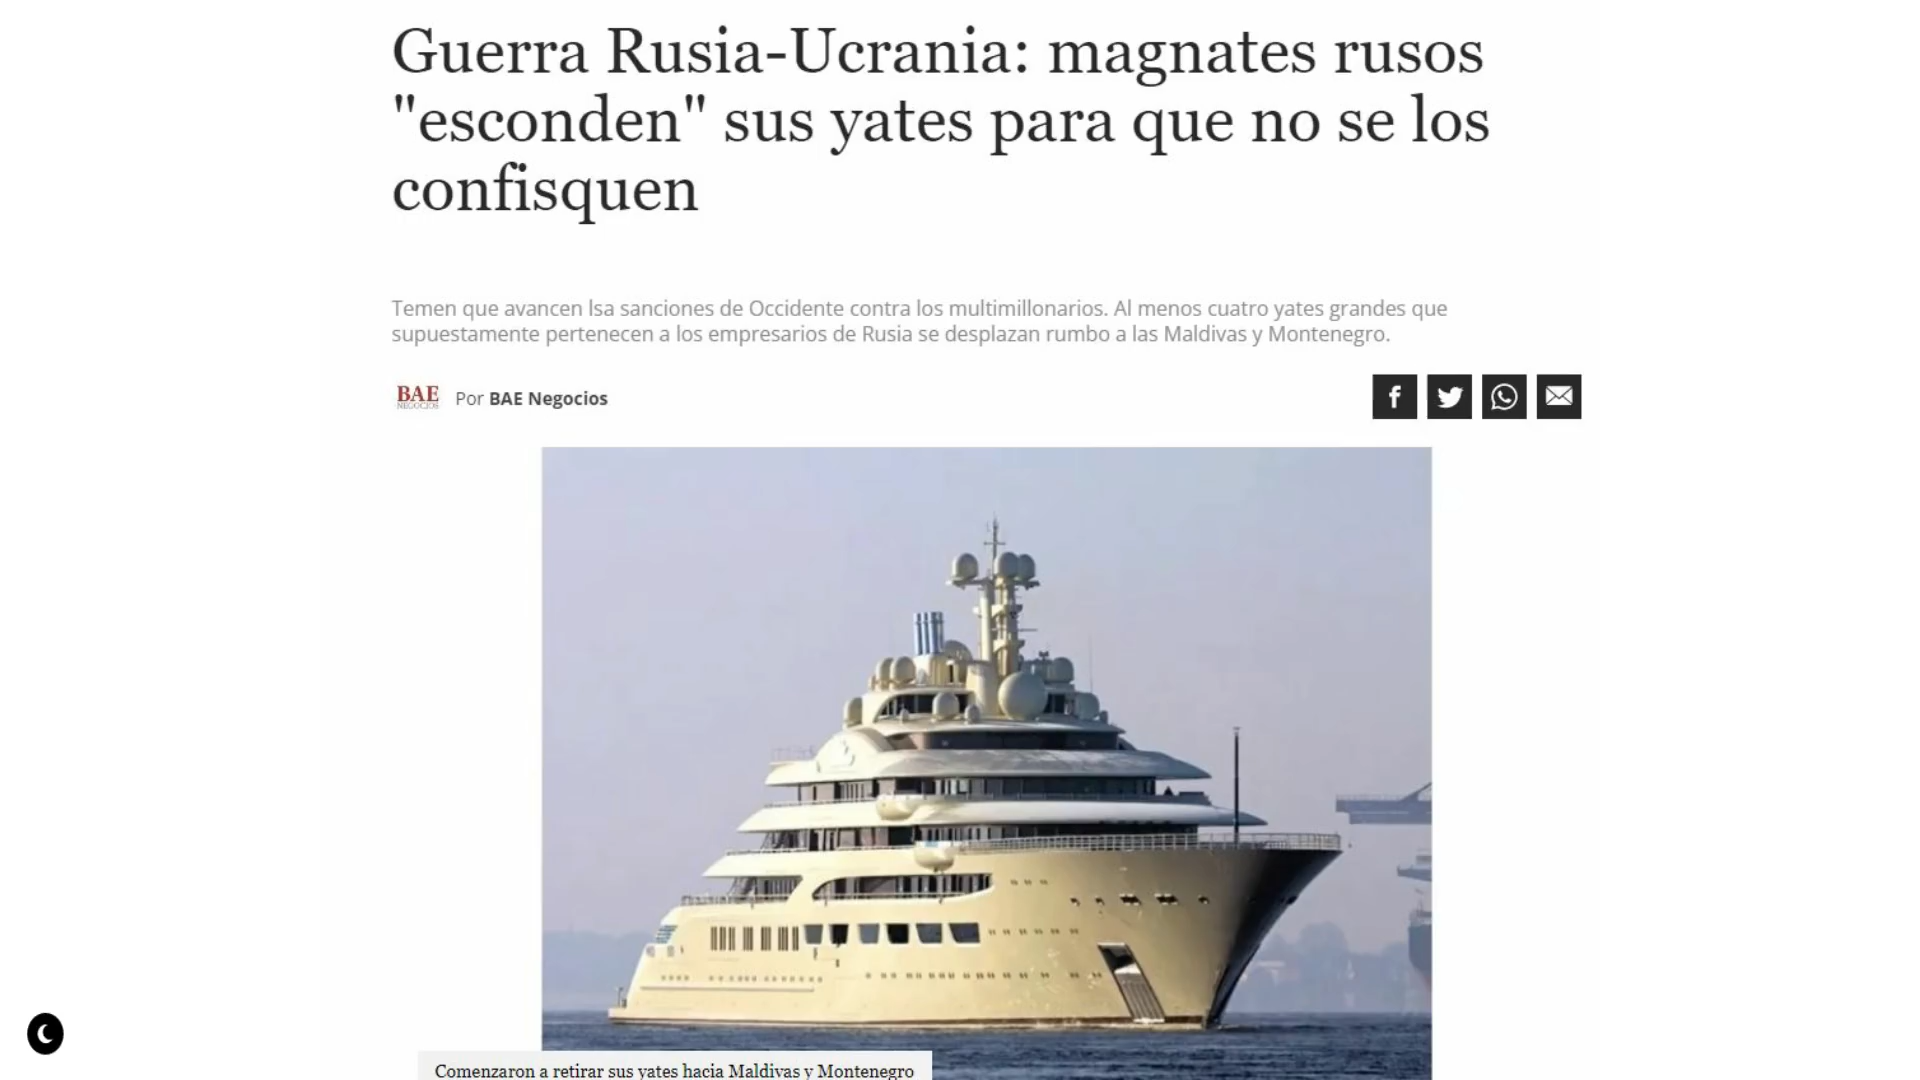 Guerra Rusia-Ucrania: magnates rusos
"esconden" sus yates para que no se los
confisquen
Temen que avancen lsa sanciones de Occidente contra los multimillonarios. Al menos cuatro yates grandes que
supuestamente pertenecen a los empresarios de Rusia se desplazan rumbo a las Maldivas y Montenegro.
BAE
NEGOCIOS
Por BAE Negocios
Comenzaron a retirar sus yates hacia Maldivas y Montenegro